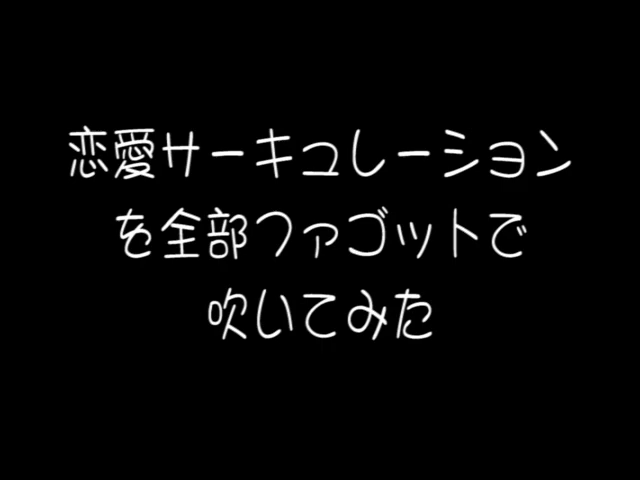 恋愛サーキュレーション
を全部ファゴットで
吹いてみた